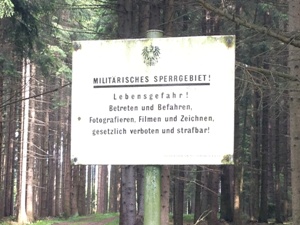 MILITÄRISCHES SPERRGEBIET!
Lebensgefahr!
Betreten und Befahren,
Fotografieren, Filmen und Zeichnen,
gesetzlich verboten und strafbar!